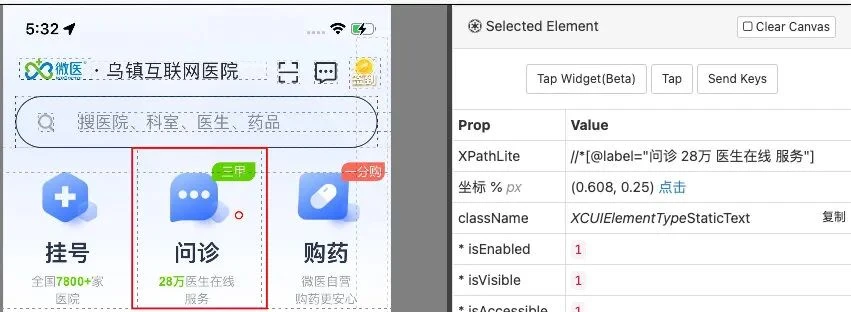 5:32
微医 · 乌镇互联网医院
签到
搜医院、科室、医生、药品
三甲
一分购
挂号
问诊
购药
全国7800+家
医院
28万医生在线
服务
微医自营
购药更安心
Selected Element
Clear Canvas
Tap Widget(Beta)
Tap
Send Keys
Prop Value
XPathLite //*[@label="问诊 28万 医生在线 服务"]
坐标 % px (0.608, 0.25) 点击
className XCUIElementTypeStaticText 复制
* isEnabled 1
* isVisible 1
* isAccessible 1